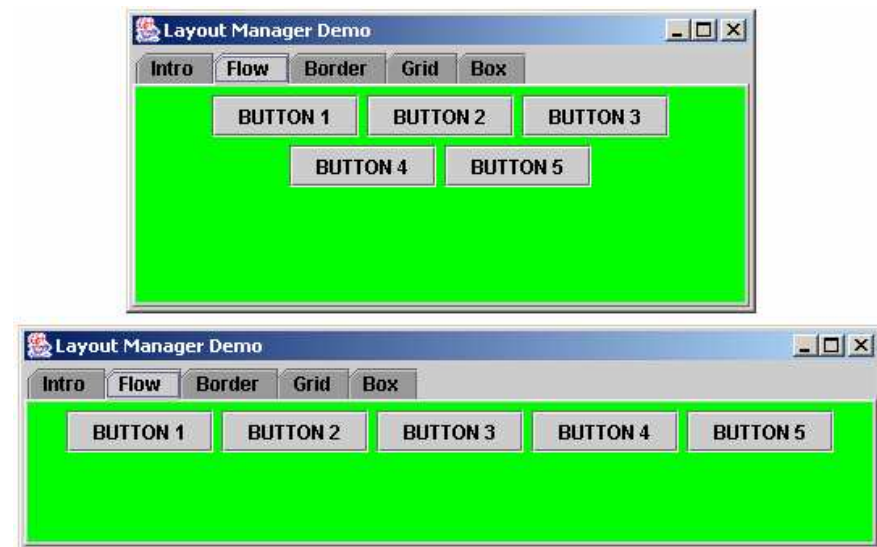 Layout Manager Demo
Intro Flow Border Grid Box
BUTTON 1 BUTTON 2 BUTTON 3
BUTTON 4 BUTTON 5
Layout Manager Demo
Intro Flow Border Grid Box
BUTTON 1 BUTTON 2 BUTTON 3 BUTTON 4 BUTTON 5